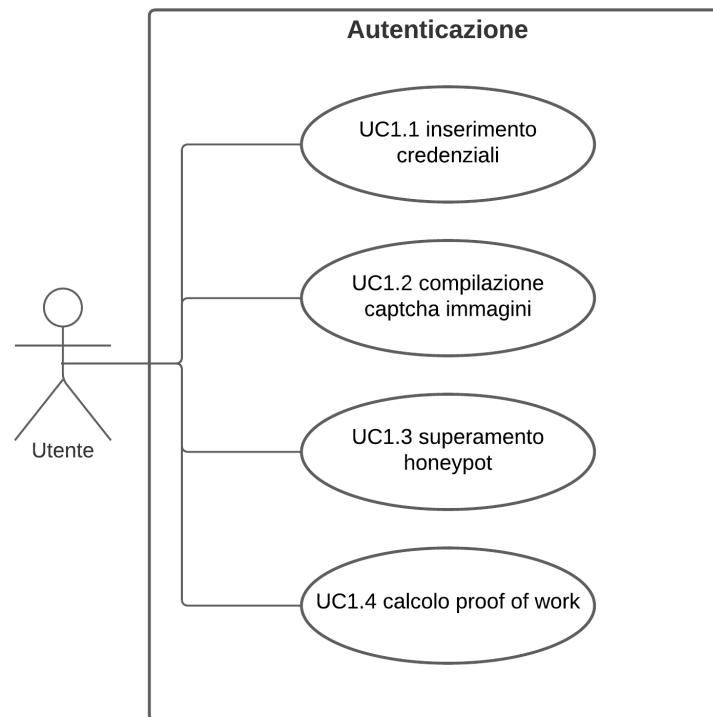 Autenticazione
UC1.1 inserimento
credenziali
UC1.2 compilazione
captcha immagini
UC1.3 superamento
honeypot
Utente
UC1.4 calcolo proof of work